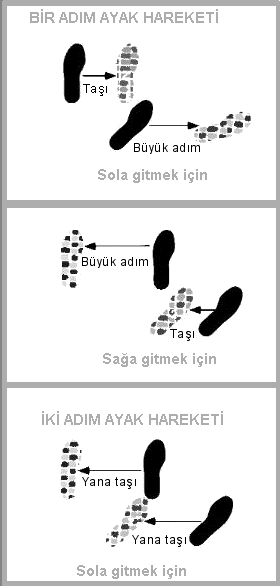 BİR ADIM AYAK HAREKETİ
Taşı
Büyük adım
Sola gitmek için
Büyük adım
Taşı
Sağa gitmek için
İKİ ADIM AYAK HAREKETİ
Yana taşı
Yana taşı
Sola gitmek için